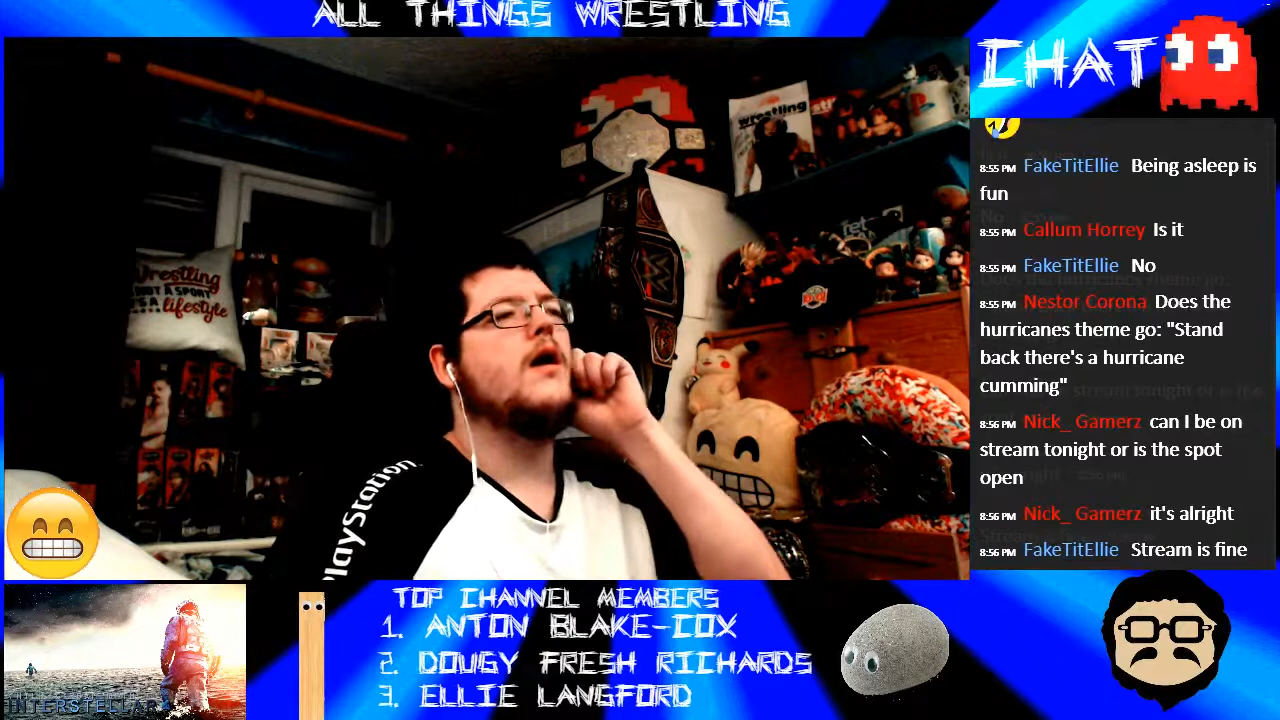 ALL THINGS WRESTLING
CHAT
wrestling
Wrestling
NOT A SPORT
IT'S A lifestyle
PlayStation
8:55 PM FakeTitEllie Being asleep is
fun
8:55 PM Callum Horrey Is it
8:55 PM FakeTitEllie No
8:55 PM Nestor Corona Does the
hurricanes theme go: "Stand
back there's a hurricane
cumming"
8:56 PM Nick_ Gamerz can I be on
stream tonight or is the spot
open
8:56 PM Nick_ Gamerz it's alright
8:56 PM FakeTitEllie Stream is fine
INTERSTELLAR
TOP CHANNEL MEMBERS
1. ANTON BLAKE-COX
2. DOUGY FRESH RICHARDS
3. ELLIE LANGFORD